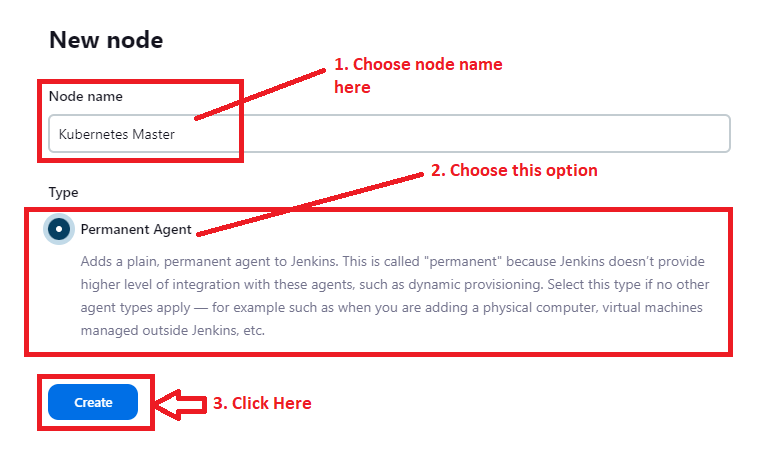 New node
1. Choose node name
here
Node name
Kubernetes Master
2. Choose this option
Type
Permanent Agent
Adds a plain, permanent agent to Jenkins. This is called "permanent" because Jenkins doesn’t provide
higher level of integration with these agents, such as dynamic provisioning. Select this type if no other
agent types apply — for example such as when you are adding a physical computer, virtual machines
managed outside Jenkins, etc.
Create
3. Click Here